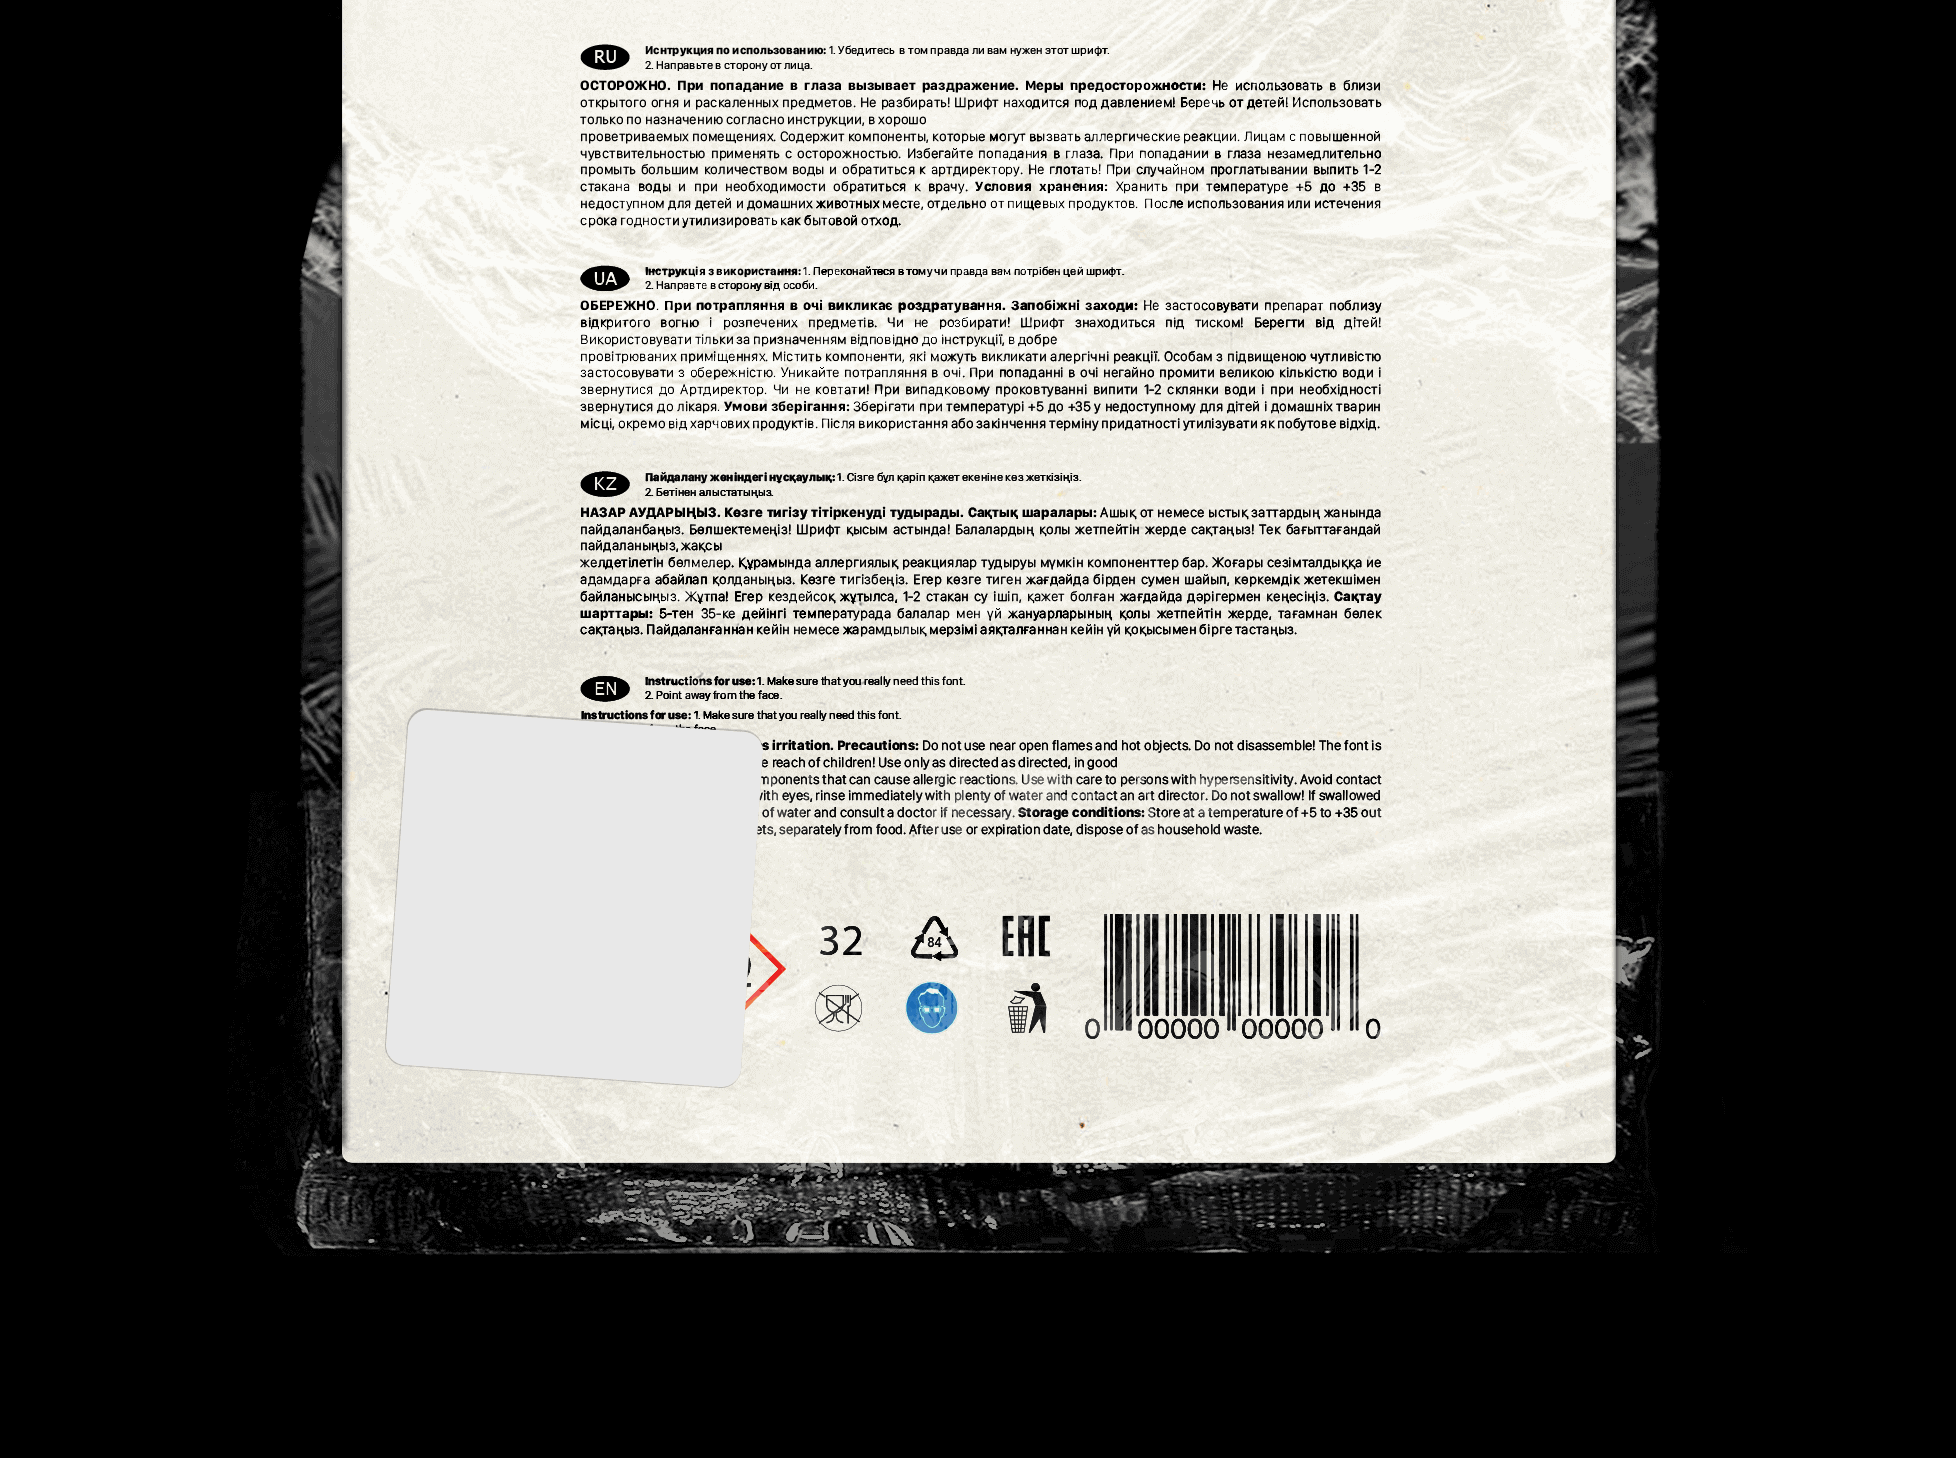 RU
Иснтрукция по использованию: 1. Убедитесь в том правда ли вам нужен этот шрифт.
2. Направьте в сторону от лица.
ОСТОРОЖНО. При попадание в глаза вызывает раздражение. Меры предосторожности: Не использовать в близи
открытого огня и раскаленных предметов. Не разбирать! Шрифт находится под давлением! Беречь от детей! Использовать
только по назначению согласно инструкции, в хорошо
проветриваемых помещениях. Содержит компоненты, которые могут вызвать аллергические реакции. Лицам с повышенной
чувствительностью применять с осторожностью. Избегайте попадания в глаза. При попадании в глаза незамедлительно
промыть большим количеством воды и обратиться к артдиректору. Не глотать! При случайном проглатывании выпить 1-2
стакана воды и при необходимости обратиться к врачу. Условия хранения: Хранить при температуре +5 до +35 в
недоступном для детей и домашних животных месте, отдельно от пищевых продуктов. После использования или истечения
срока годности утилизировать как бытовой отход.
UA
Інструкція з використання: 1. Переконайтеся в тому чи правда вам потрібен цей шрифт.
2. Направте в сторону від особи.
ОБЕРЕЖНО. При потрапляння в очі викликає роздратування. Запобіжні заходи: Не застосовувати препарат поблизу
відкритого вогню і розпечених предметів. Чи не розбирати! Шрифт знаходиться під тиском! Берегти від дітей!
Використовувати тільки за призначенням відповідно до інструкції, в добре
провітрюваних приміщеннях. Містить компоненти, які можуть викликати алергічні реакції. Особам з підвищеною чутливістю
застосовувати з обережністю. Уникайте потрапляння в очі. При попаданні в очі негайно промити великою кількістю води і
звернутися до Артдиректор. Чи не ковтати! При випадковому проковтуванні випити 1-2 склянки води і при необхідності
звернутися до лікаря. Умови зберігання: Зберігати при температурі +5 до +35 у недоступному для дітей і домашніх тварин
місці, окремо від харчових продуктів. Після використання або закінчення терміну придатності утилізувати як побутове відхід.
KZ
Пайдалану жөніндегі нұсқаулық: 1. Сізге бұл қаріп қажет екеніне көз жеткізіңіз.
2. Бетінен алыстатыңыз.
НАЗАР АУДАРЫҢЫЗ. Көзге тигізу тітіркенуді тудырады. Сақтық шаралары: Ашық от немесе ыстық заттардың жанында
пайдаланбаңыз. Бөлшектемеңіз! Шрифт қысым астында! Балалардың қолы жетпейтін жерде сақтаңыз! Тек бағыттағандай
пайдаланыңыз, жақсы
желдетілетін бөлмелер. Құрамында аллергиялық реакциялар тудыруы мүмкін компоненттер бар. Жоғары сезімталдыққа ие
адамдарға абайлап қолданыңыз. Көзге тигізбеңіз. Егер көзге тиген жағдайда бірден сумен шайып, көркемдік жетекшімен
байланысыңыз. Жұтпа! Егер кездейсоқ жұтылса, 1-2 стакан су ішіп, қажет болған жағдайда дәрігермен кеңесіңіз. Сақтау
шарттары: 5-тен 35-ке дейінгі температурада балалар мен үй жануарларының қолы жетпейтін жерде, тағамнан бөлек
сақтаңыз. Пайдаланғаннан кейін немесе жарамдылық мерзімі аяқталғаннан кейін үй қоқысымен бірге тастаңыз.
EN
Instructions for use: 1. Make sure that you really need this font.
2. Point away from the face.
Instructions for use: 1. Make sure that you really need this font.
irritation. Precautions: Do not use near open flames and hot objects. Do not disassemble! The font is
reach of children! Use only as directed as directed, in good
that can cause allergic reactions. Use with care to persons with hypersensitivity. Avoid contact
with eyes, rinse immediately with plenty of water and contact an art director. Do not swallow! If swallowed
of water and consult a doctor if necessary. Storage conditions: Store at a temperature of +5 to +35 out
separately from food. After use or expiration date, dispose of as household waste.
32
84
EAC
0 00000 00000 0